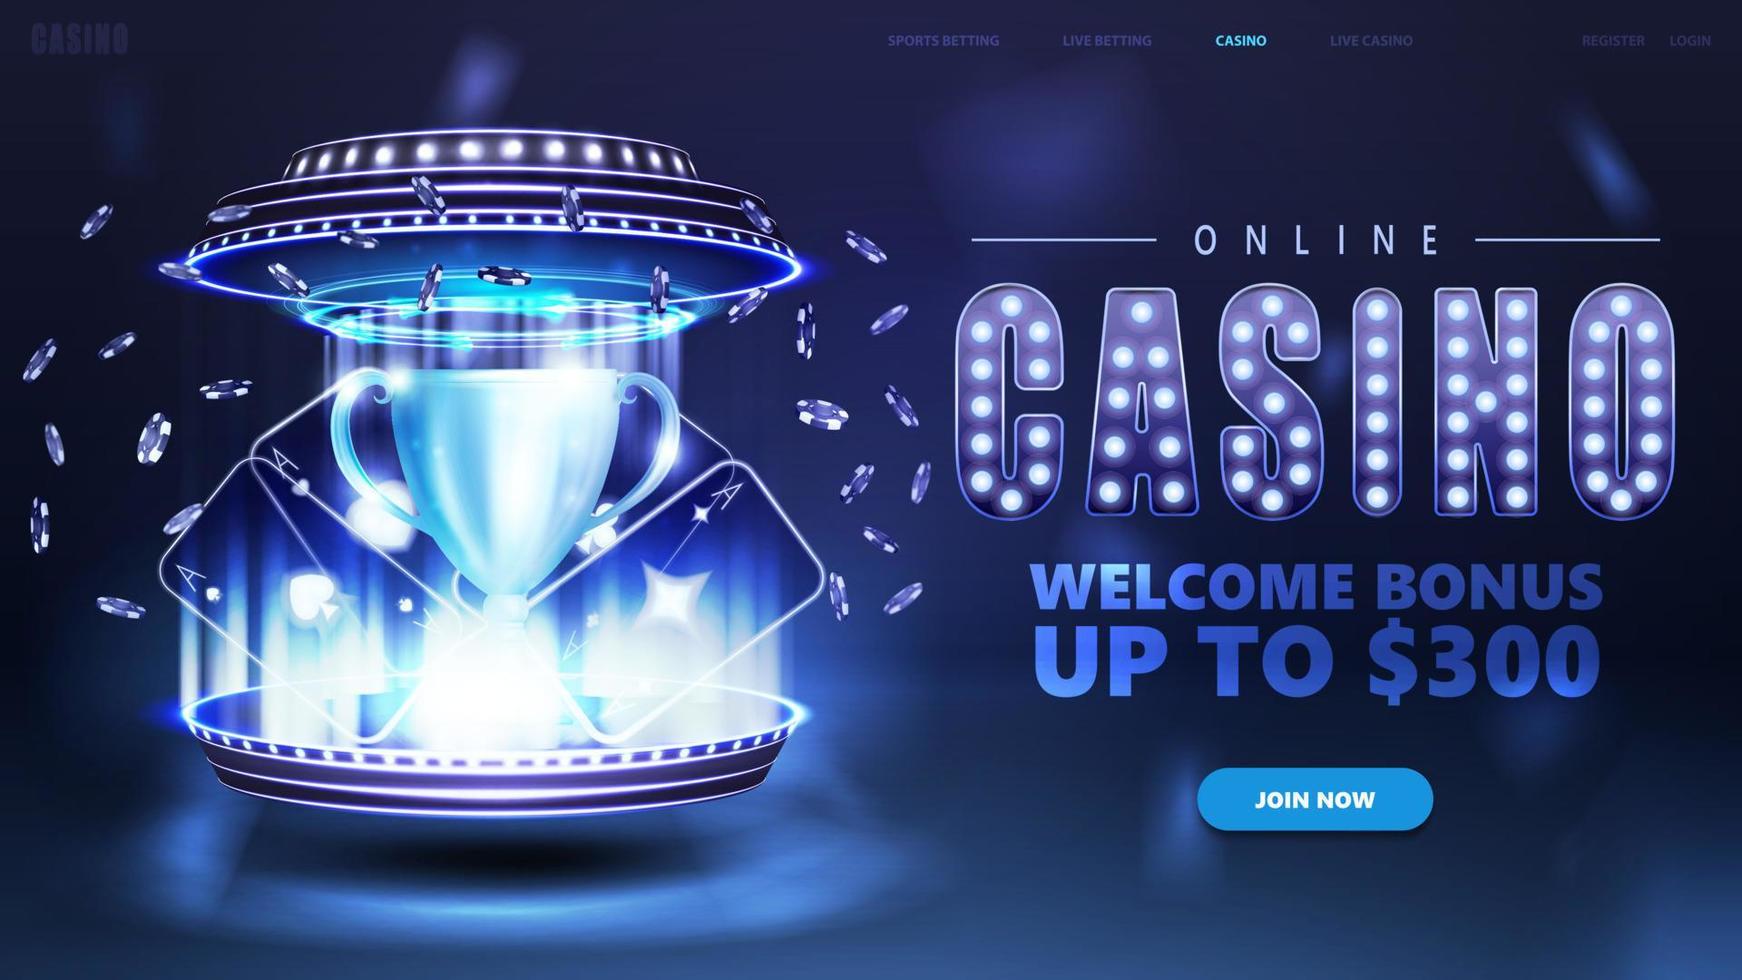 CASINO
SPORTS BETTING LIVE BETTING CASINO LIVE CASINO REGISTER LOGIN
ONLINE
CASINO
WELCOME BONUS
UP TO $300
JOIN NOW
A
A
A
A
A